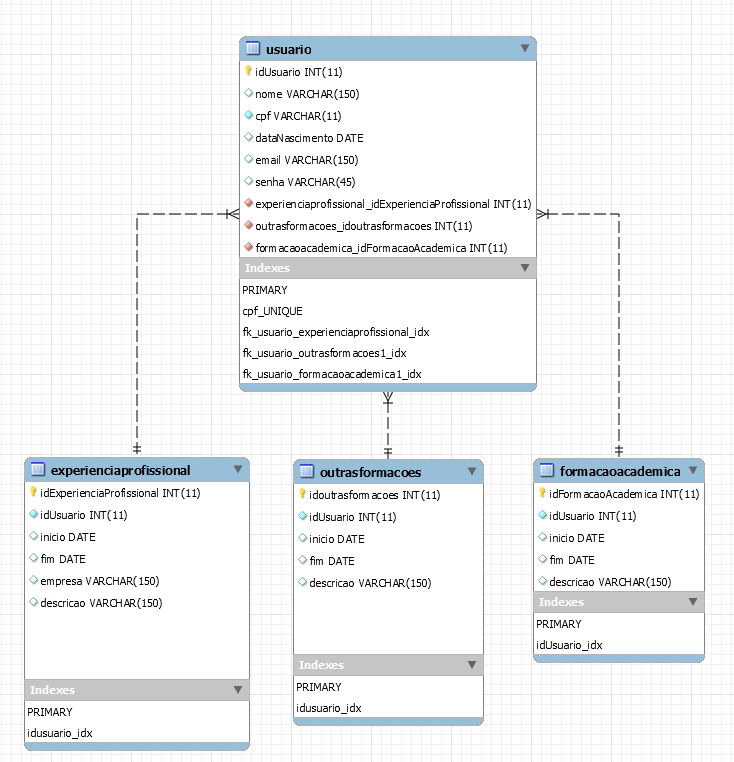 usuario
idUsuario INT(11)
nome VARCHAR(150)
cpf VARCHAR(11)
dataNascimento DATE
email VARCHAR(150)
senha VARCHAR(45)
experienciaprofissional_idExperienciaProfissional INT(11)
outrasformacoes_idoutrasformacoes INT(11)
formacaoacademica_idFormacaoAcademica INT(11)
Indexes
PRIMARY
cpf_UNIQUE
fk_usuario_experienciaprofissional_idx
fk_usuario_outrasformacoes1_idx
fk_usuario_formacaoacademica1_idx
experienciaprofissional
idExperienciaProfissional INT(11)
idUsuario INT(11)
inicio DATE
fim DATE
empresa VARCHAR(150)
descricao VARCHAR(150)
Indexes
PRIMARY
idusuario_idx
outrasformacoes
idoutrasformacoes INT(11)
idUsuario INT(11)
inicio DATE
fim DATE
descricao VARCHAR(150)
Indexes
PRIMARY
idusuario_idx
formacaoacademica
idFormacaoAcademica INT(11)
idUsuario INT(11)
inicio DATE
fim DATE
descricao VARCHAR(150)
Indexes
PRIMARY
idUsuario_idx